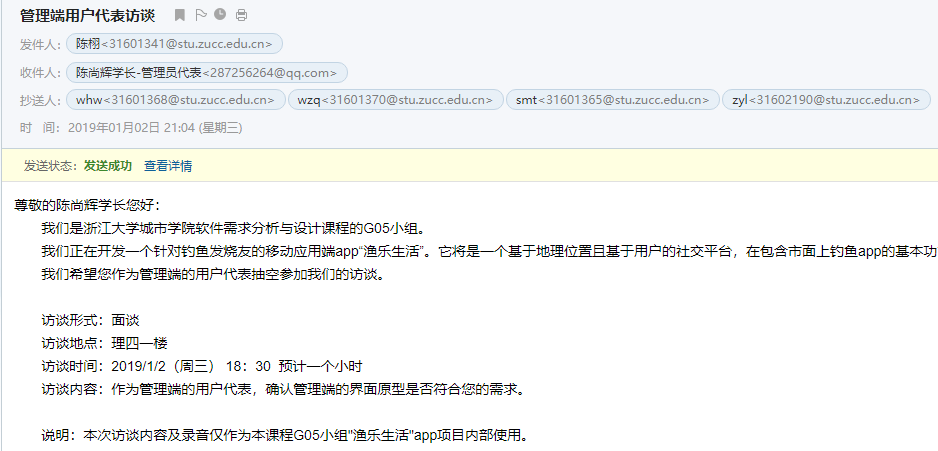 管理端用户代表访谈
发件人：陈栩<31601341@stu.zucc.edu.cn>
收件人：陈尚辉学长-管理员代表<287256264@qq.com>
抄送人：whw<31601368@stu.zucc.edu.cn> wzq<31601370@stu.zucc.edu.cn> smt<31601365@stu.zucc.edu.cn> zyl<31602190@stu.zucc.edu.cn>
时 间：2019年01月02日 21:04 (星期三)
发送状态：发送成功 查看详情
尊敬的陈尚辉学长您好：
我们是浙江大学城市学院软件需求分析与设计课程的G05小组。
我们正在开发一个针对钓鱼发烧友的移动应用端app“渔乐生活”。它将是一个基于地理位置且基于用户的社交平台，在包含市面上钓鱼app的基本功
我们希望您作为管理端的用户代表抽空参加我们的访谈。
访谈形式：面谈
访谈地点：理四一楼
访谈时间：2019/1/2（周三） 18：30 预计一个小时
访谈内容：作为管理端的用户代表，确认管理端的界面原型是否符合您的需求。
说明：本次访谈内容及录音仅作为本课程G05小组"渔乐生活"app项目内部使用。